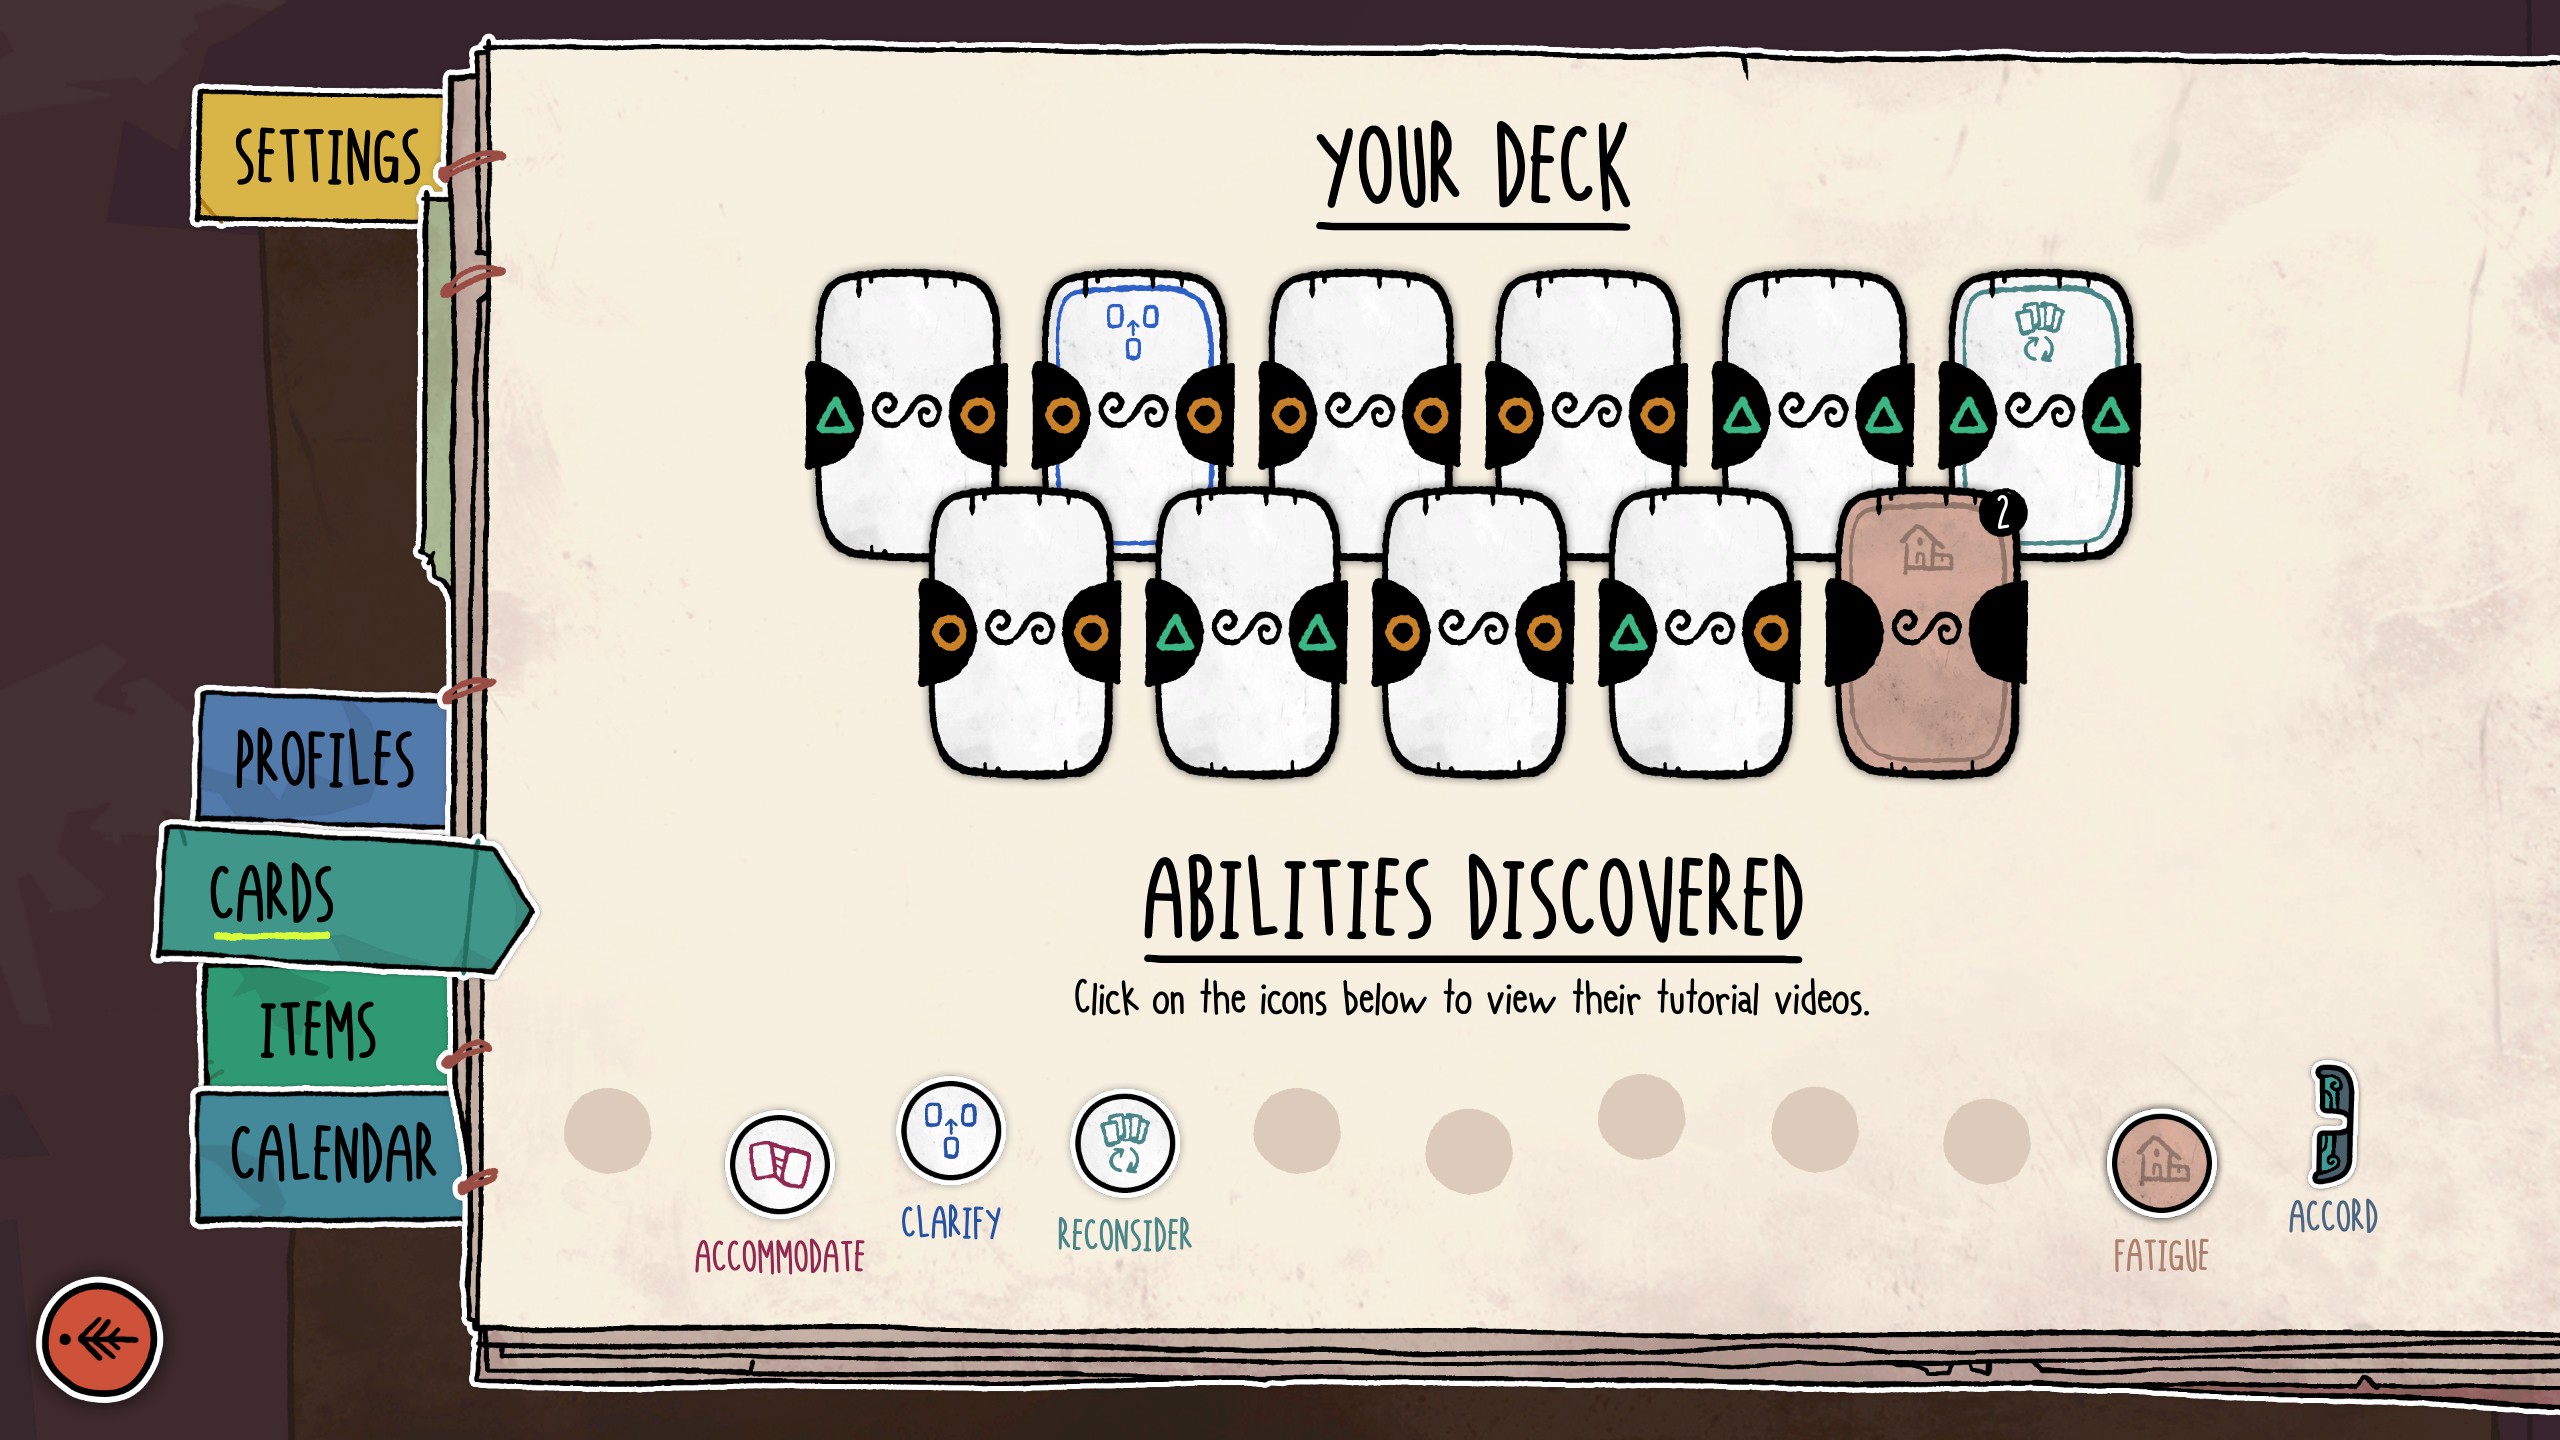 SETTINGS
YOUR DECK
2
PROFILES
CARDS
ITEMS
CALENDAR
ABILITIES DISCOVERED
Click on the icons below to view their tutorial videos.
ACCOMMODATE
CLARIFY
RECONSIDER
FATIGUE
ACCORD